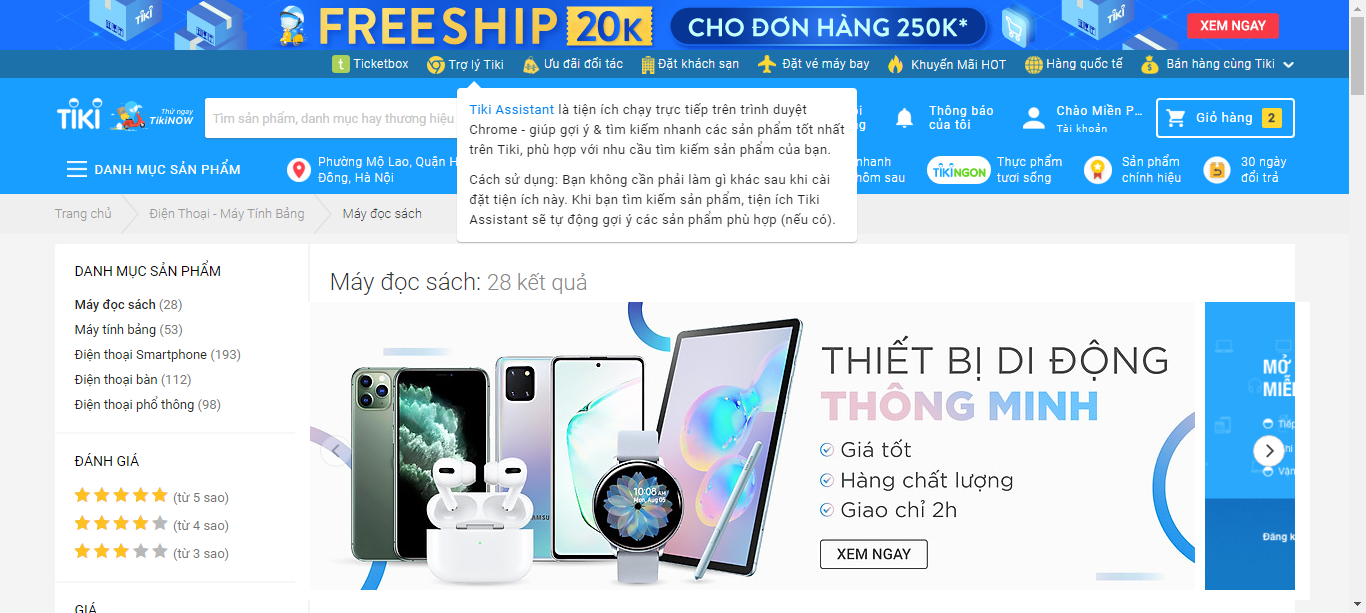 TIKI
TIKI
FREESHIP 20K
CHO ĐƠN HÀNG 250K*
XEM NGAY
Ticketbox
Trợ lý Tiki
Ưu đãi đối tác
Đặt khách sạn
Đặt vé máy bay
Khuyến Mãi HOT
Hàng quốc tế
Bán hàng cùng Tiki
TIKI
Thử ngay
TikiNOW
Tìm sản phẩm, danh mục hay thương hiệu
Thông báo
của tôi
Chào Miền P...
Tài khoản
Giỏ hàng 2
DANH MỤC SẢN PHẨM
Phường Mộ Lao, Quận H
Đông, Hà Nội
nhanh
hôm sau
TIKINGON
Thực phẩm
tươi sống
Sản phẩm
chính hiệu
30 ngày
đổi trả
Tiki Assistant là tiện ích chạy trực tiếp trên trình duyệt
Chrome - giúp gợi ý & tìm kiếm nhanh các sản phẩm tốt nhất
trên Tiki, phù hợp với nhu cầu tìm kiếm sản phẩm của bạn.
Cách sử dụng: Bạn không cần phải làm gì khác sau khi cài
đặt tiện ích này. Khi bạn tìm kiếm sản phẩm, tiện ích Tiki
Assistant sẽ tự động gợi ý các sản phẩm phù hợp (nếu có).
Trang chủ
Điện Thoại - Máy Tính Bảng
Máy đọc sách
DANH MỤC SẢN PHẨM
Máy đọc sách (28)
Máy tính bảng (53)
Điện thoại Smartphone (193)
Điện thoại bàn (112)
Điện thoại phổ thông (98)
ĐÁNH GIÁ
(từ 5 sao)
(từ 4 sao)
(từ 3 sao)
GIÁ
Máy đọc sách: 28 kết quả
10:08 AM
Mon, Aug 05
THIẾT BỊ DI ĐỘNG
THÔNG MINH
Giá tốt
Hàng chất lượng
Giao chỉ 2h
XEM NGAY
MỞ
Đăng k